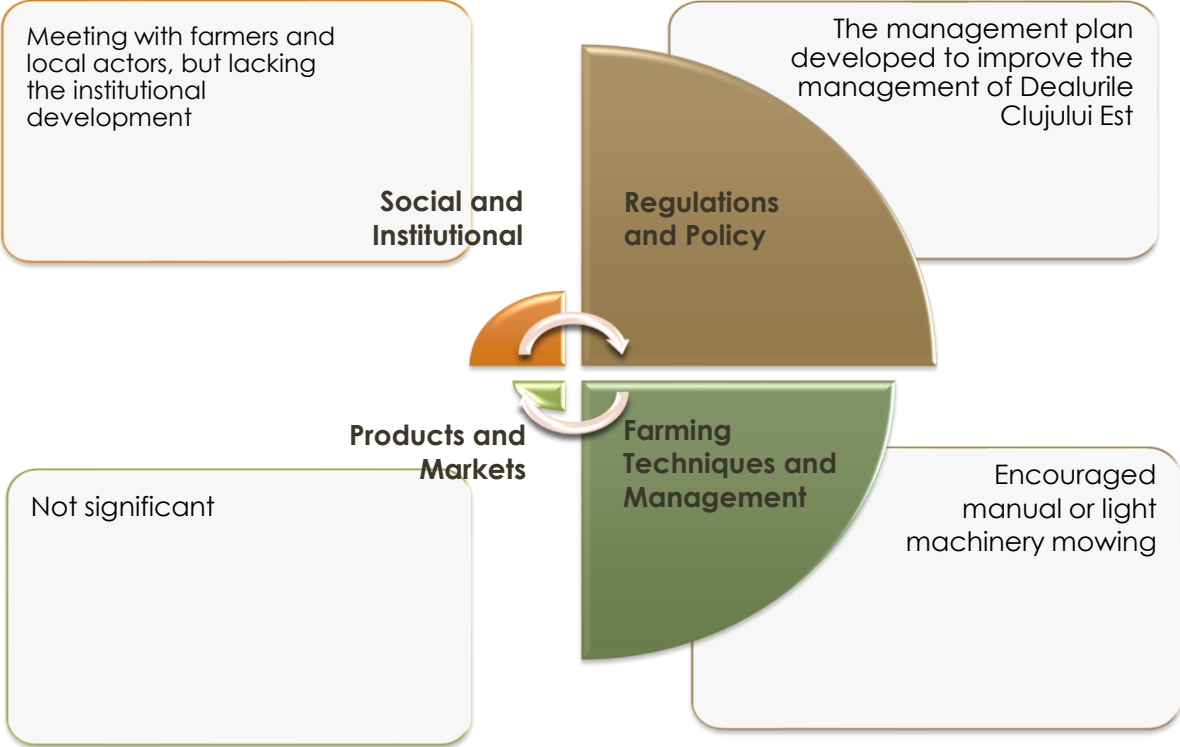 Meeting with farmers and
local actors, but lacking
the institutional
development
The management plan
developed to improve the
management of Dealurile
Clujului Est
Social and
Institutional
Regulations
and Policy
Products and
Markets
Farming
Techniques and
Management
Not significant
Encouraged
manual or light
machinery mowing